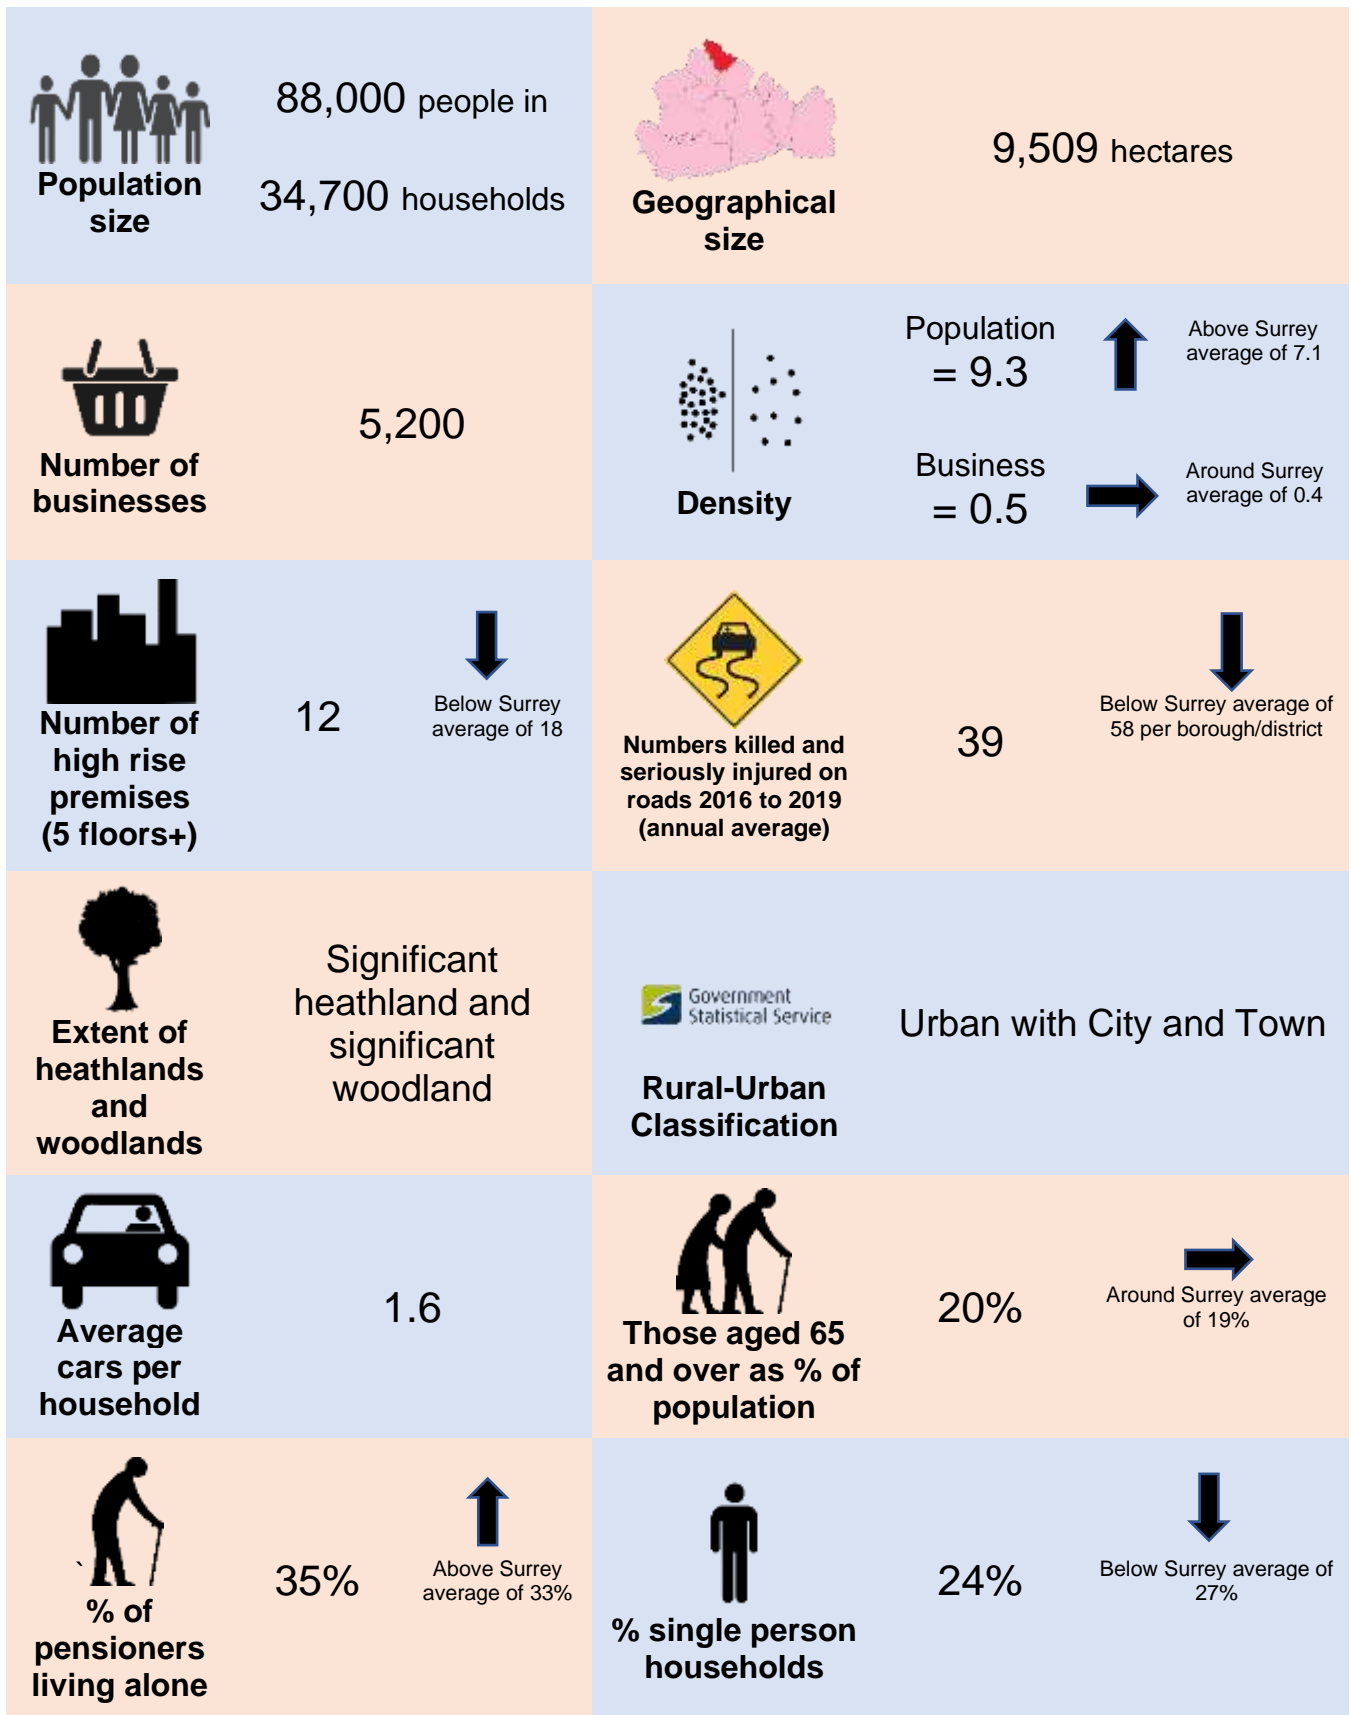 88,000 people in
34,700 households
Population
size
9,509 hectares
Geographical
size
5,200
Number of
businesses
Population
= 9.3
Above Surrey
average of 7.1
Business
= 0.5
Around Surrey
average of 0.4
Density
12
Below Surrey
average of 18
Number of
high rise
premises
(5 floors+)
39
Below Surrey average of
58 per borough/district
Numbers killed and
seriously injured on
roads 2016 to 2019
(annual average)
Significant
heathland and
significant
woodland
Extent of
heathlands
and
woodlands
Government
Statistical Service
Urban with City and Town
Rural-Urban
Classification
1.6
Average
cars per
household
20%
Around Surrey average
of 19%
Those aged 65
and over as % of
population
`
35%
Above Surrey
average of 33%
% of
pensioners
living alone
24%
Below Surrey average of
27%
% single person
households